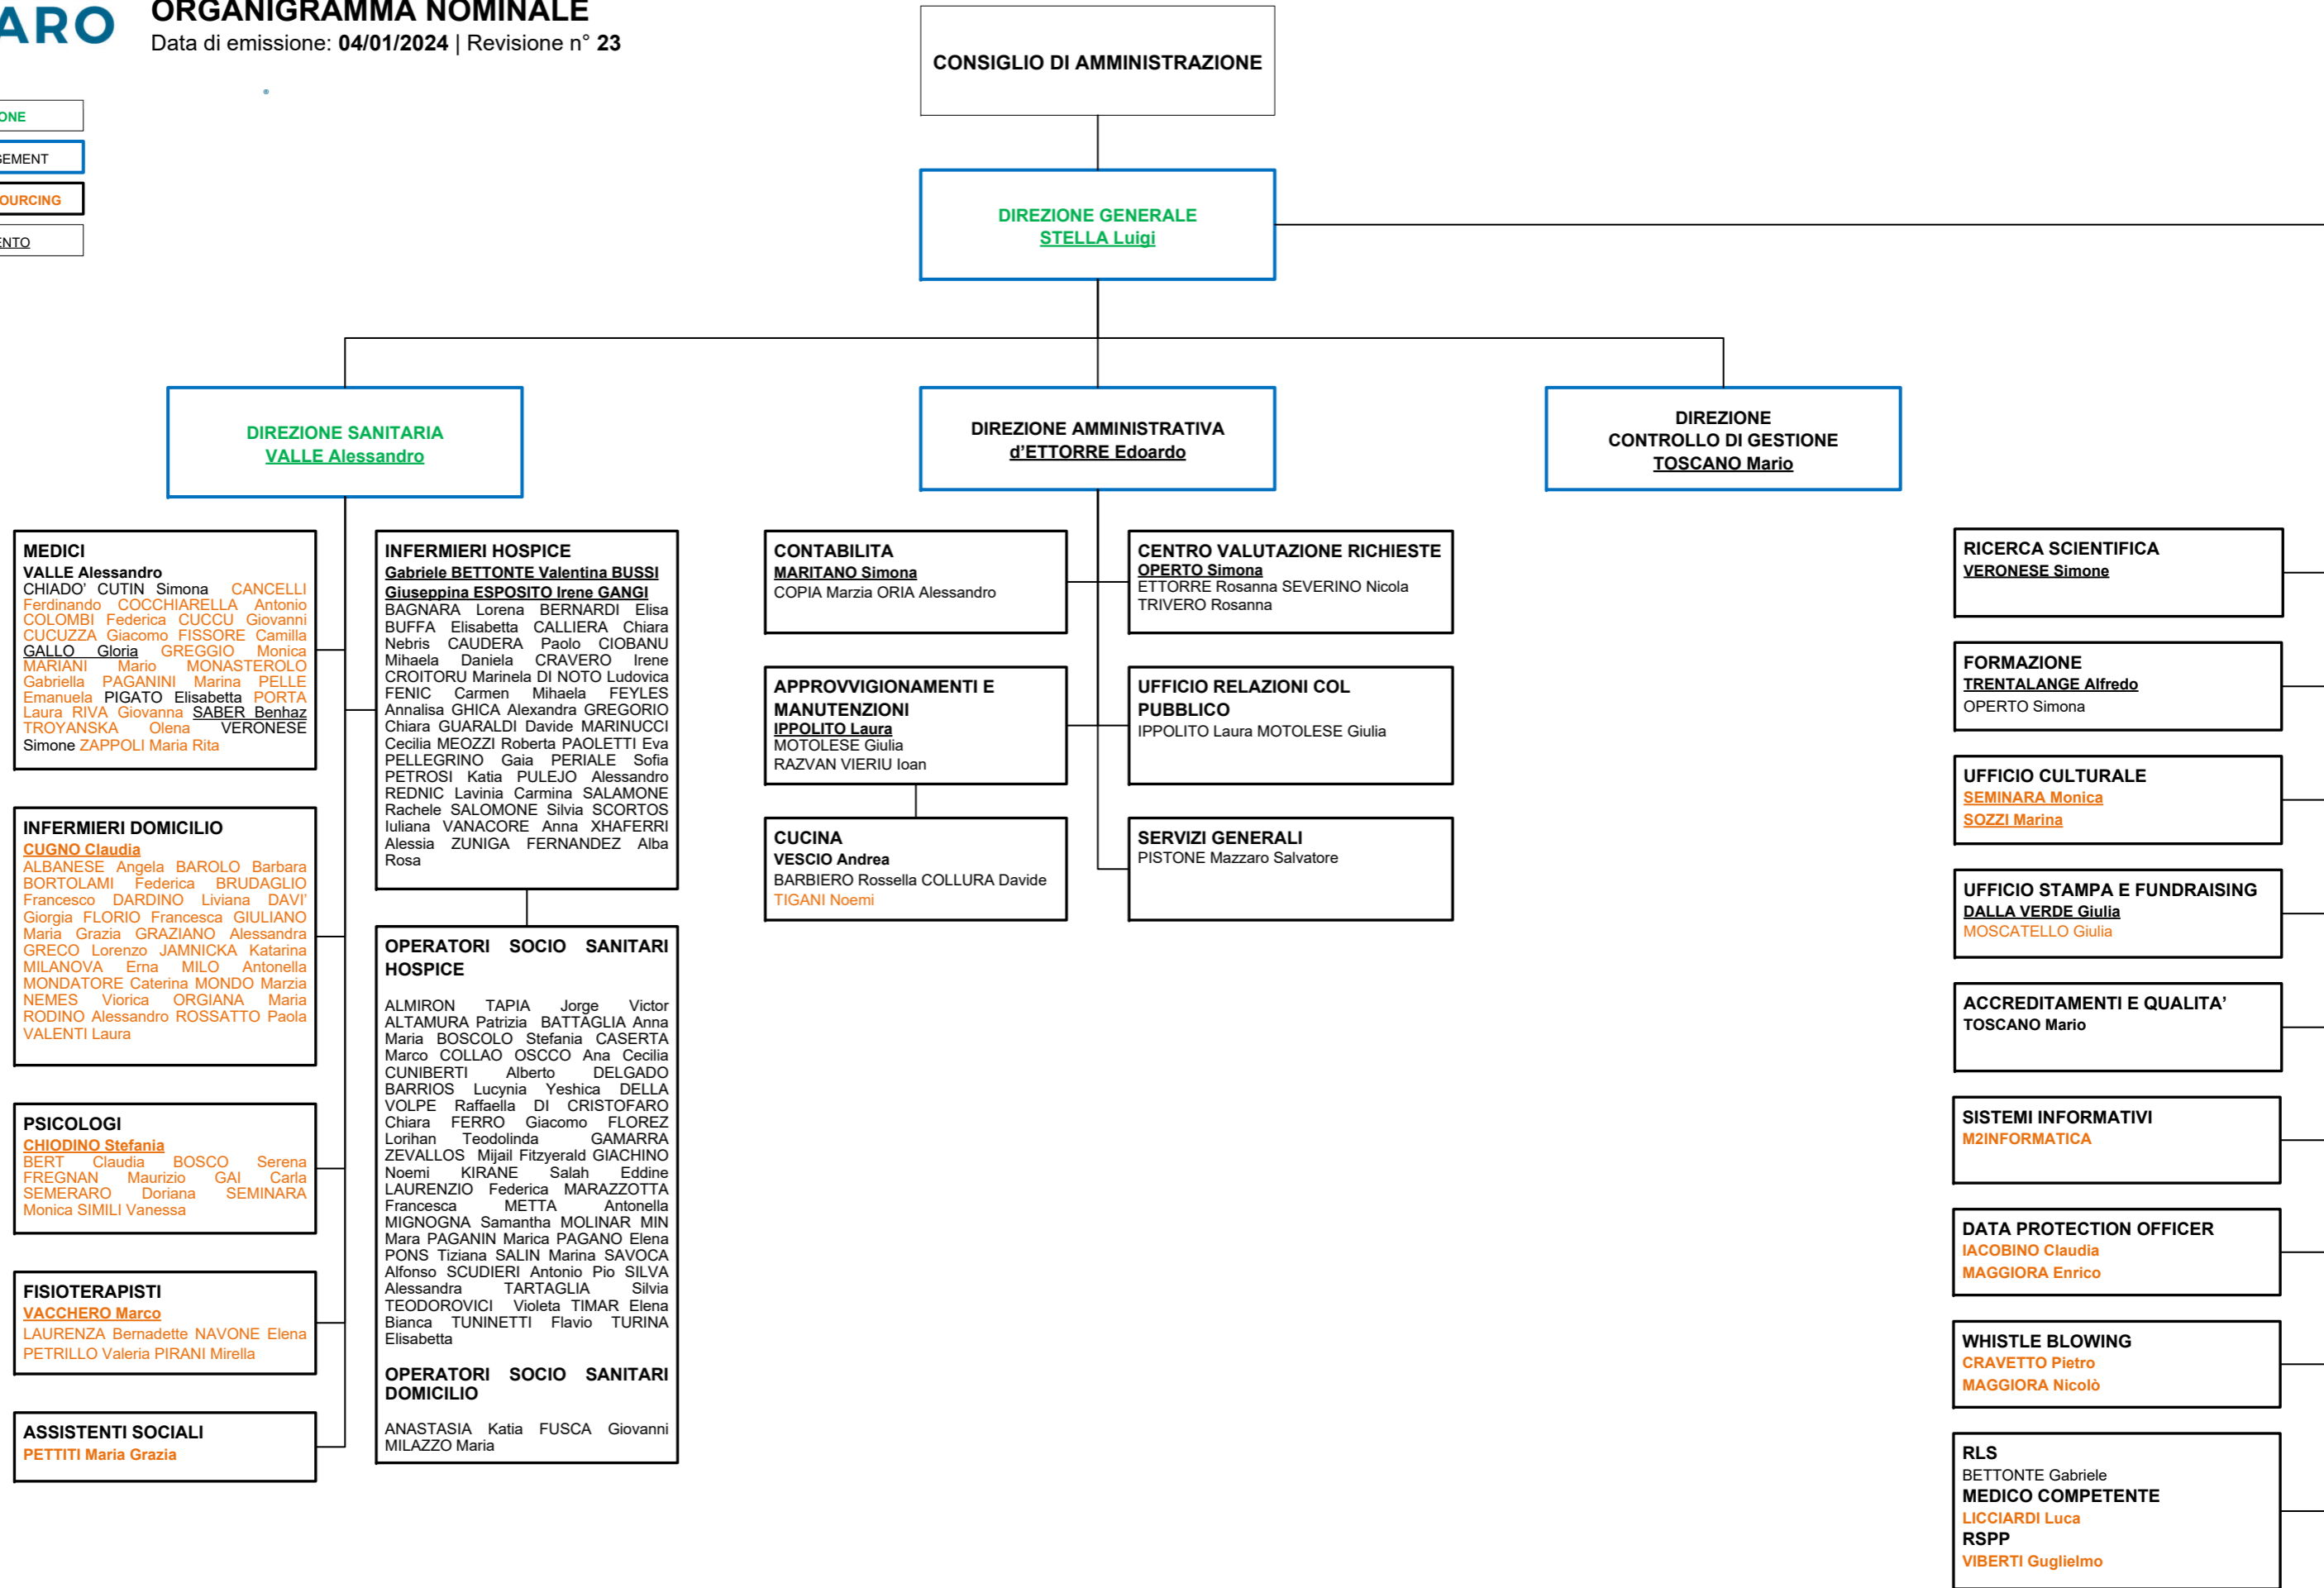 ARO
ORGANIGRAMMA NOMINALE
Data di emissione: 04/01/2024 | Revisione n° 23
ONE
GEMENT
OURCING
ENTO
CONSIGLIO DI AMMINISTRAZIONE
DIREZIONE GENERALE
STELLA Luigi
DIREZIONE SANITARIA
VALLE Alessandro
DIREZIONE AMMINISTRATIVA
d'ETTORRE Edoardo
DIREZIONE
CONTROLLO DI GESTIONE
TOSCANO Mario
MEDICI
VALLE Alessandro
CHIADO' CUTIN Simona CANCELLI
Ferdinando COCCHIARELLA Antonio
COLOMBI Federica CUCCU Giovanni
CUCUZZA Giacomo FISSORE Camilla
GALLO Gloria GREGGIO Monica
MARIANI Mario MONASTEROLO
Gabriella PAGANINI Marina PELLE
Emanuela PIGATO Elisabetta PORTA
Laura RIVA Giovanna SABER Benhaz
TROYANSKA Olena VERONESE
Simone ZAPPOLI Maria Rita
INFERMIERI DOMICILIO
CUGNO Claudia
ALBANESE Angela BAROLO Barbara
BORTOLAMI Federica BRUDAGLIO
Francesco DARDINO Liviana DAVI'
Giorgia FLORIO Francesca GIULIANO
Maria Grazia GRAZIANO Alessandra
GRECO Lorenzo JAMNICKA Katarina
MILANOVA Erna MILO Antonella
MONDATORE Caterina MONDO Marzia
NEMES Viorica ORGIANA Maria
RODINO Alessandro ROSSATTO Paola
VALENTI Laura
PSICOLOGI
CHIODINO Stefania
BERT Claudia BOSCO Serena
FREGNAN Maurizio GAI Carla
SEMERARO Doriana SEMINARA
Monica SIMILI Vanessa
FISIOTERAPISTI
VACCHERO Marco
LAURENZA Bernadette NAVONE Elena
PETRILLO Valeria PIRANI Mirella
ASSISTENTI SOCIALI
PETTITI Maria Grazia
INFERMIERI HOSPICE
Gabriele BETTONTE Valentina BUSSI
Giuseppina ESPOSITO Irene GANGI
BAGNARA Lorena BERNARDI Elisa
BUFFA Elisabetta CALLIERA Chiara
Nebris CAUDERA Paolo CIOBANU
Mihaela Daniela CRAVERO Irene
CROITORU Marinela DI NOTO Ludovica
FENIC Carmen Mihaela FEYLES
Annalisa GHICA Alexandra GREGORIO
Chiara GUARALDI Davide MARINUCCI
Cecilia MEOZZI Roberta PAOLETTI Eva
PELLEGRINO Gaia PERIALE Sofia
PETROSI Katia PULEJO Alessandro
REDNIC Lavinia Carmina SALAMONE
Rachele SALOMONE Silvia SCORTOS
Iuliana VANACORE Anna XHAFERRI
Alessia ZUNIGA FERNANDEZ Alba
Rosa
OPERATORI SOCIO SANITARI
HOSPICE
ALMIRON TAPIA Jorge Victor
ALTAMURA Patrizia BATTAGLIA Anna
Maria BOSCOLO Stefania CASERTA
Marco COLLAO OSCCO Ana Cecilia
CUNIBERTI Alberto DELGADO
BARRIOS Lucynia Yeshica DELLA
VOLPE Raffaella DI CRISTOFARO
Chiara FERRO Giacomo FLOREZ
Lorihan Teodolinda GAMARRA
ZEVALLOS Mijail Fitzyerald GIACHINO
Noemi KIRANE Salah Eddine
LAURENZIO Federica MARAZZOTTA
Francesca METTA Antonella
MIGNOGNA Samantha MOLINAR MIN
Mara PAGANIN Marica PAGANO Elena
PONS Tiziana SALIN Marina SAVOCA
Alfonso SCUDIERI Antonio Pio SILVA
Alessandra TARTAGLIA Silvia
TEODOROVICI Violeta TIMAR Elena
Bianca TUNINETTI Flavio TURINA
Elisabetta
OPERATORI SOCIO SANITARI
DOMICILIO
ANASTASIA Katia FUSCA Giovanni
MILAZZO Maria
CONTABILITA
MARITANO Simona
COPIA Marzia ORIA Alessandro
APPROVVIGIONAMENTI E
MANUTENZIONI
IPPOLITO Laura
MOTOLESE Giulia
RAZVAN VIERIU Ioan
CUCINA
VESCIO Andrea
BARBIERO Rossella COLLURA Davide
TIGANI Noemi
CENTRO VALUTAZIONE RICHIESTE
OPERTO Simona
ETTORRE Rosanna SEVERINO Nicola
TRIVERO Rosanna
UFFICIO RELAZIONI COL
PUBBLICO
IPPOLITO Laura MOTOLESE Giulia
SERVIZI GENERALI
PISTONE Mazzaro Salvatore
RICERCA SCIENTIFICA
VERONESE Simone
FORMAZIONE
TRENTALANGE Alfredo
OPERTO Simona
UFFICIO CULTURALE
SEMINARA Monica
SOZZI Marina
UFFICIO STAMPA E FUNDRAISING
DALLA VERDE Giulia
MOSCATELLO Giulia
ACCREDITAMENTI E QUALITA'
TOSCANO Mario
SISTEMI INFORMATIVI
M2INFORMATICA
DATA PROTECTION OFFICER
IACOBINO Claudia
MAGGIORA Enrico
WHISTLE BLOWING
CRAVETTO Pietro
MAGGIORA Nicolò
RLS
BETTONTE Gabriele
MEDICO COMPETENTE
LICCIARDI Luca
RSPP
VIBERTI Guglielmo